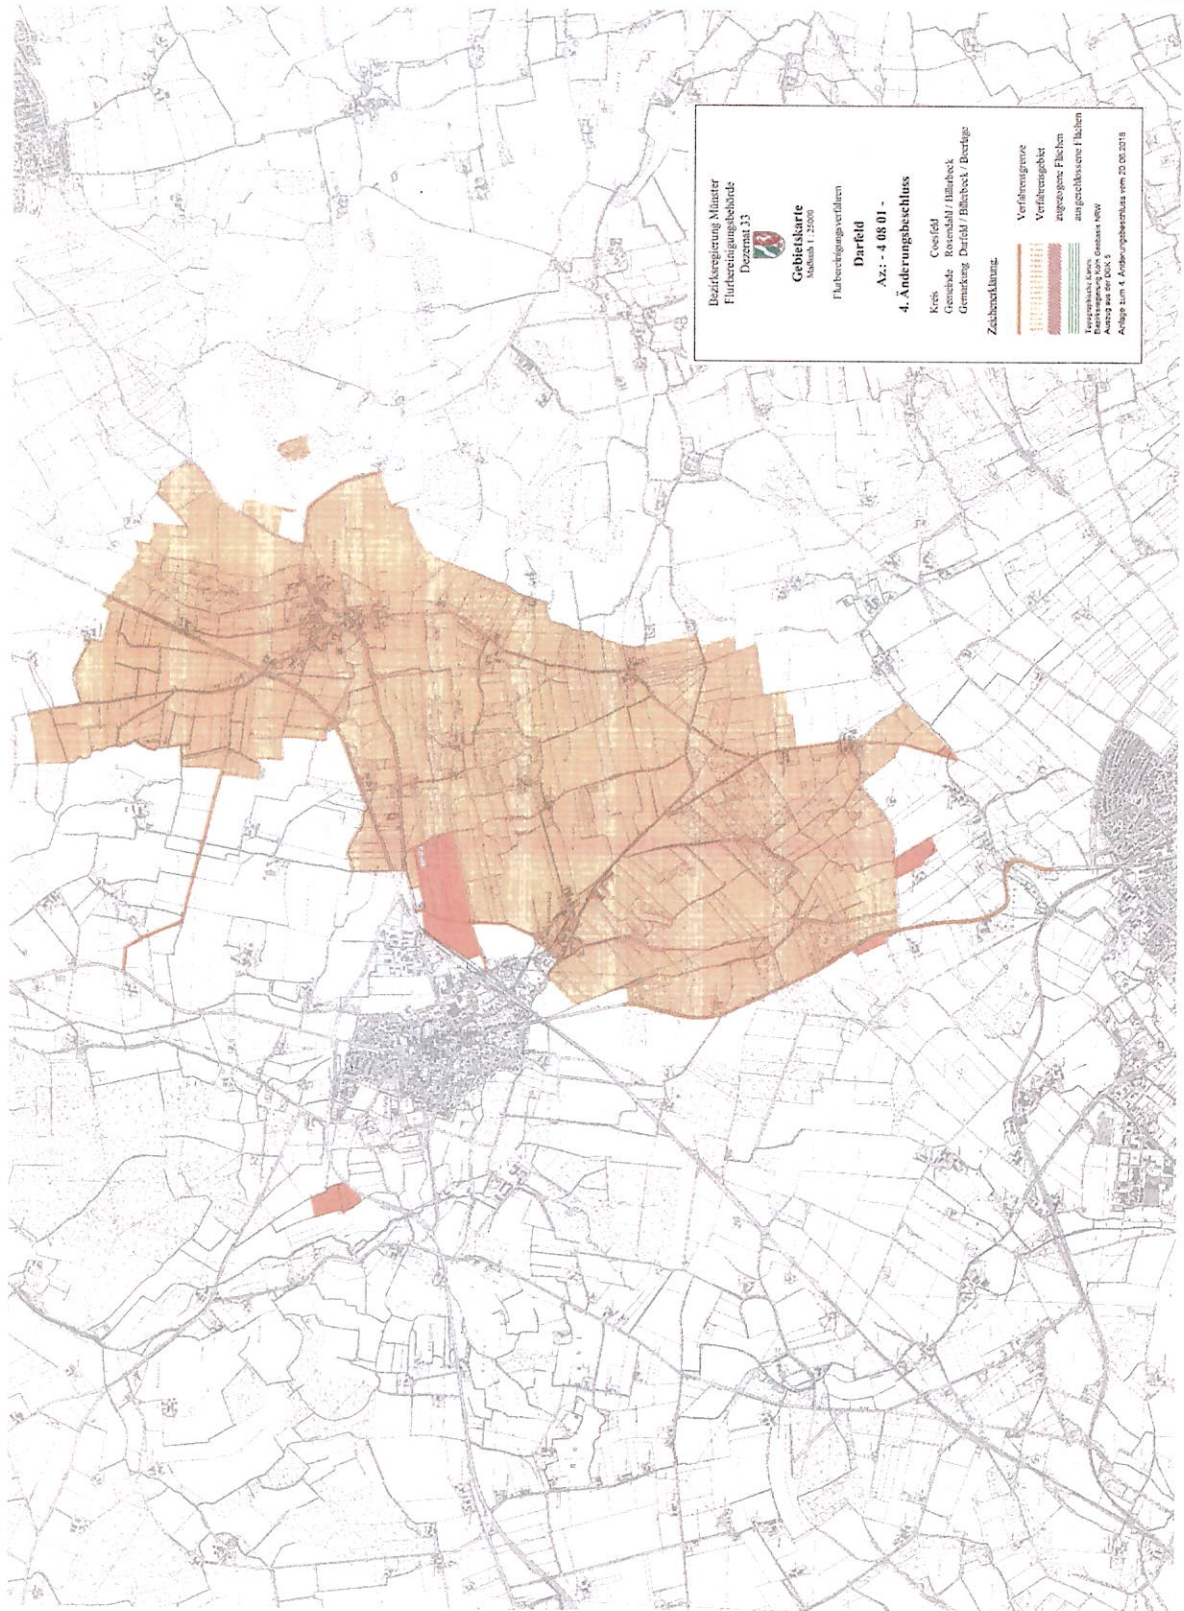 Bezirksregierung Münster
Flurbereinigungsbehörde
Dezernat 33
Gebietskarte
Maßstab 1 : 25000
Flurbereinigungsverfahren
Darfeld
Az.: - 4 08 01 -
4. Änderungsbeschluss
Kreis Coesfeld
Gemeinde Rosendahl / Billerbeck
Gemarkung Darfeld / Billerbeck / Beerlage
Zeichenerklärung:
Verfahrensgrenze
Verfahrensgebiet
zugezogene Flächen
ausgeschlossene Flächen
Topographische Karten:
Bezirksregierung Köln Geobasis NRW
Auszug aus der DGK 5
Anlage zum 4. Änderungsbeschluss vom 20.06.2018